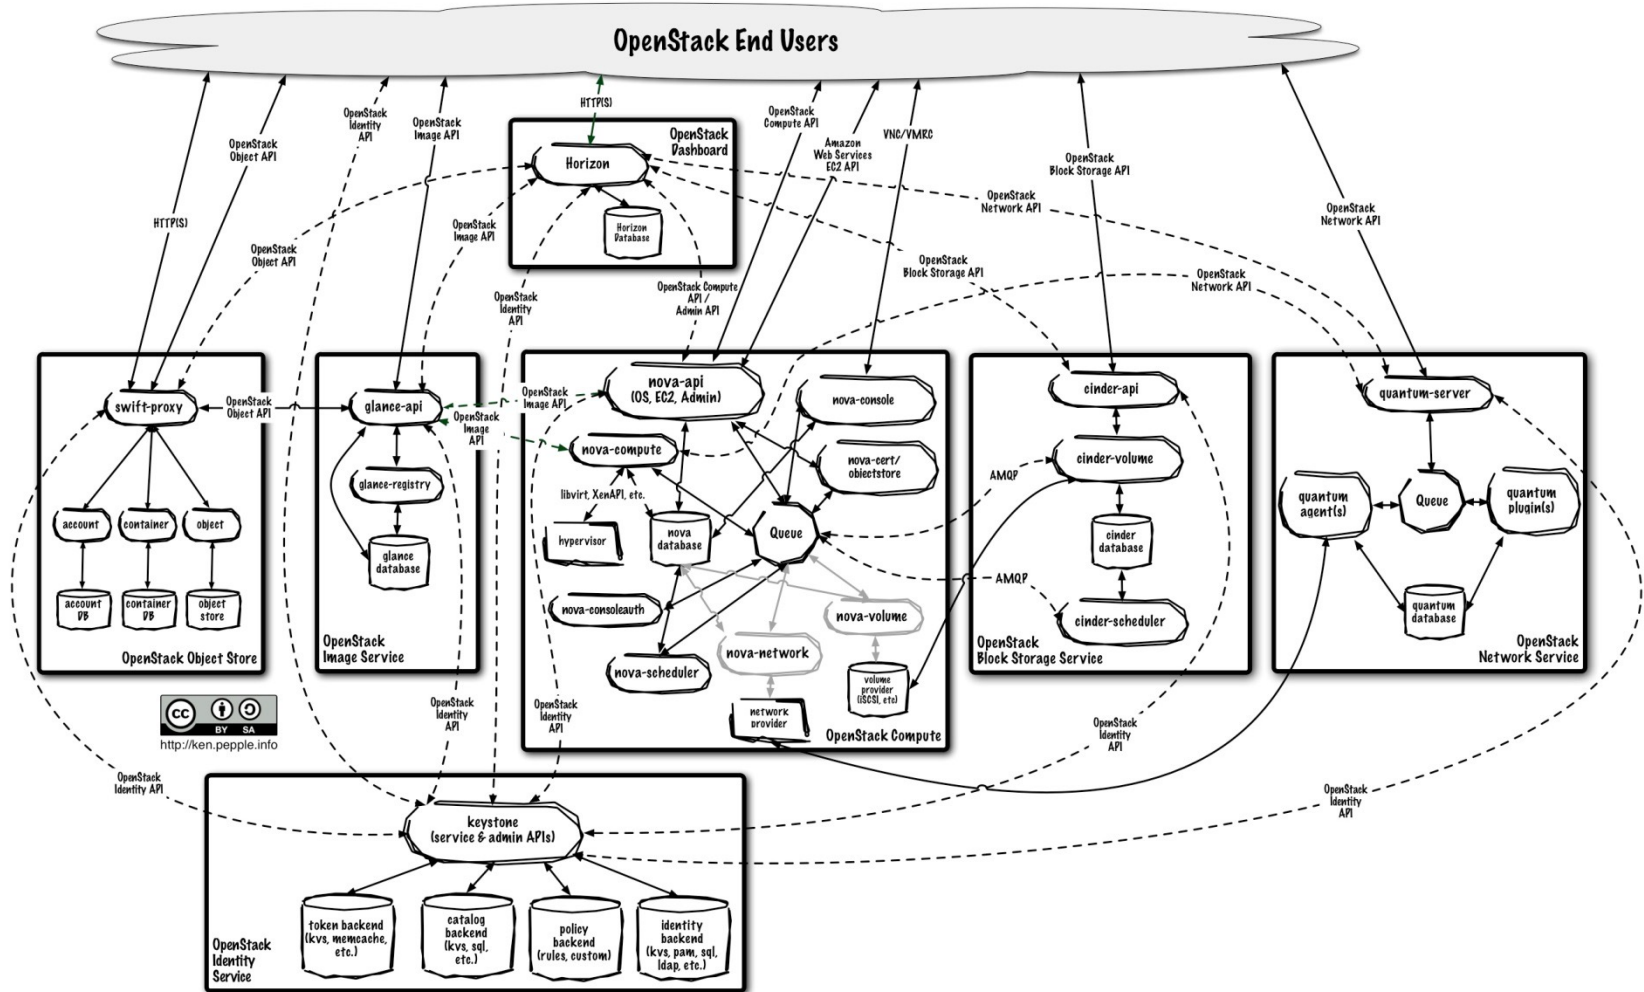 OpenStack End Users
HTTP(S)
OpenStack
Object API
OpenStack
Identity
API
OpenStack
Image API
HTTP(S)
OpenStack
Compute API
Amazon
Web Services
EC2 API
VNC/VMRC
OpenStack
Block Storage API
OpenStack
Network API
OpenStack
Dashboard
Horizon
Horizon
Database
OpenStack
Object API
OpenStack
Image API
OpenStack
Identity
API
OpenStack Compute
API /
Admin API
OpenStack
Block Storage API
OpenStack
Network API
OpenStack
Network API
swift-proxy
account
container
object
account
DB
container
DB
object
store
OpenStack Object Store
OpenStack
Object API
glance-api
glance-registry
glance
database
OpenStack
Image Service
OpenStack
Image API
OpenStack
Image
API
nova-api
(OS, EC2, Admin)
nova-console
nova-compute
nova-cert/
objectstore
libvirt, XenAPI, etc.
hypervisor
nova
database
Queue
nova-consoleauth
nova-volume
nova-network
nova-scheduler
volume
provider
(iSCSI, etc)
network
provider
OpenStack Compute
AMQP
AMQP
cinder-api
cinder-volume
cinder
database
cinder-scheduler
OpenStack
Block Storage Service
quantum-server
quantum
agent(s)
Queue
quantum
plugin(s)
quantum
database
OpenStack
Network Service
cc
BY SA
http://ken.pepple.info
OpenStack
Identity API
OpenStack
Identity
API
OpenStack
Identity
API
OpenStack
Identity
API
OpenStack
Identity
API
keystone
(service & admin APIs)
token backend
(kvs, memcache,
etc.)
catalog
backend
(kvs, sql,
etc.)
policy
backend
(rules, custom)
identity
backend
(kvs, pam, sql,
ldap, etc.)
OpenStack
Identity
Service